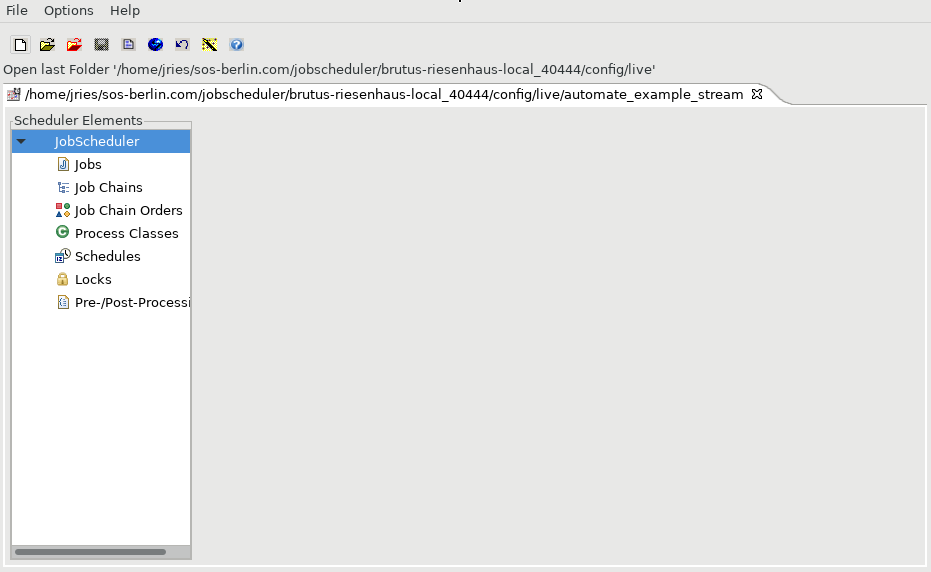 File Options Help
Open last Folder '/home/jries/sos-berlin.com/jobscheduler/brutus-riesenhaus-local_40444/config/live'
/home/jries/sos-berlin.com/jobscheduler/brutus-riesenhaus-local_40444/config/live/automate_example_stream
Scheduler Elements
JobScheduler
Jobs
Job Chains
Job Chain Orders
Process Classes
Schedules
Locks
Pre-/Post-Processi